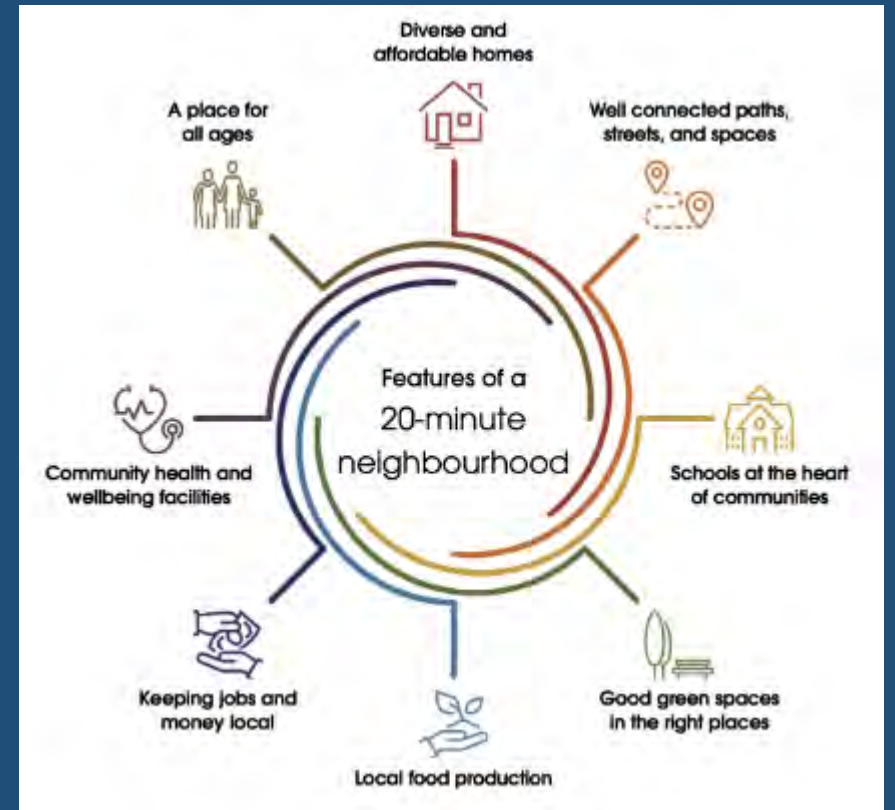 Diverse and
affordable homes
Well connected paths,
streets, and spaces
Schools at the heart
of communities
Good green spaces
in the right places
Local food production
Keeping jobs and
money local
Community health and
wellbeing facilities
A place for
all ages
Features of a
20-minute
neighbourhood